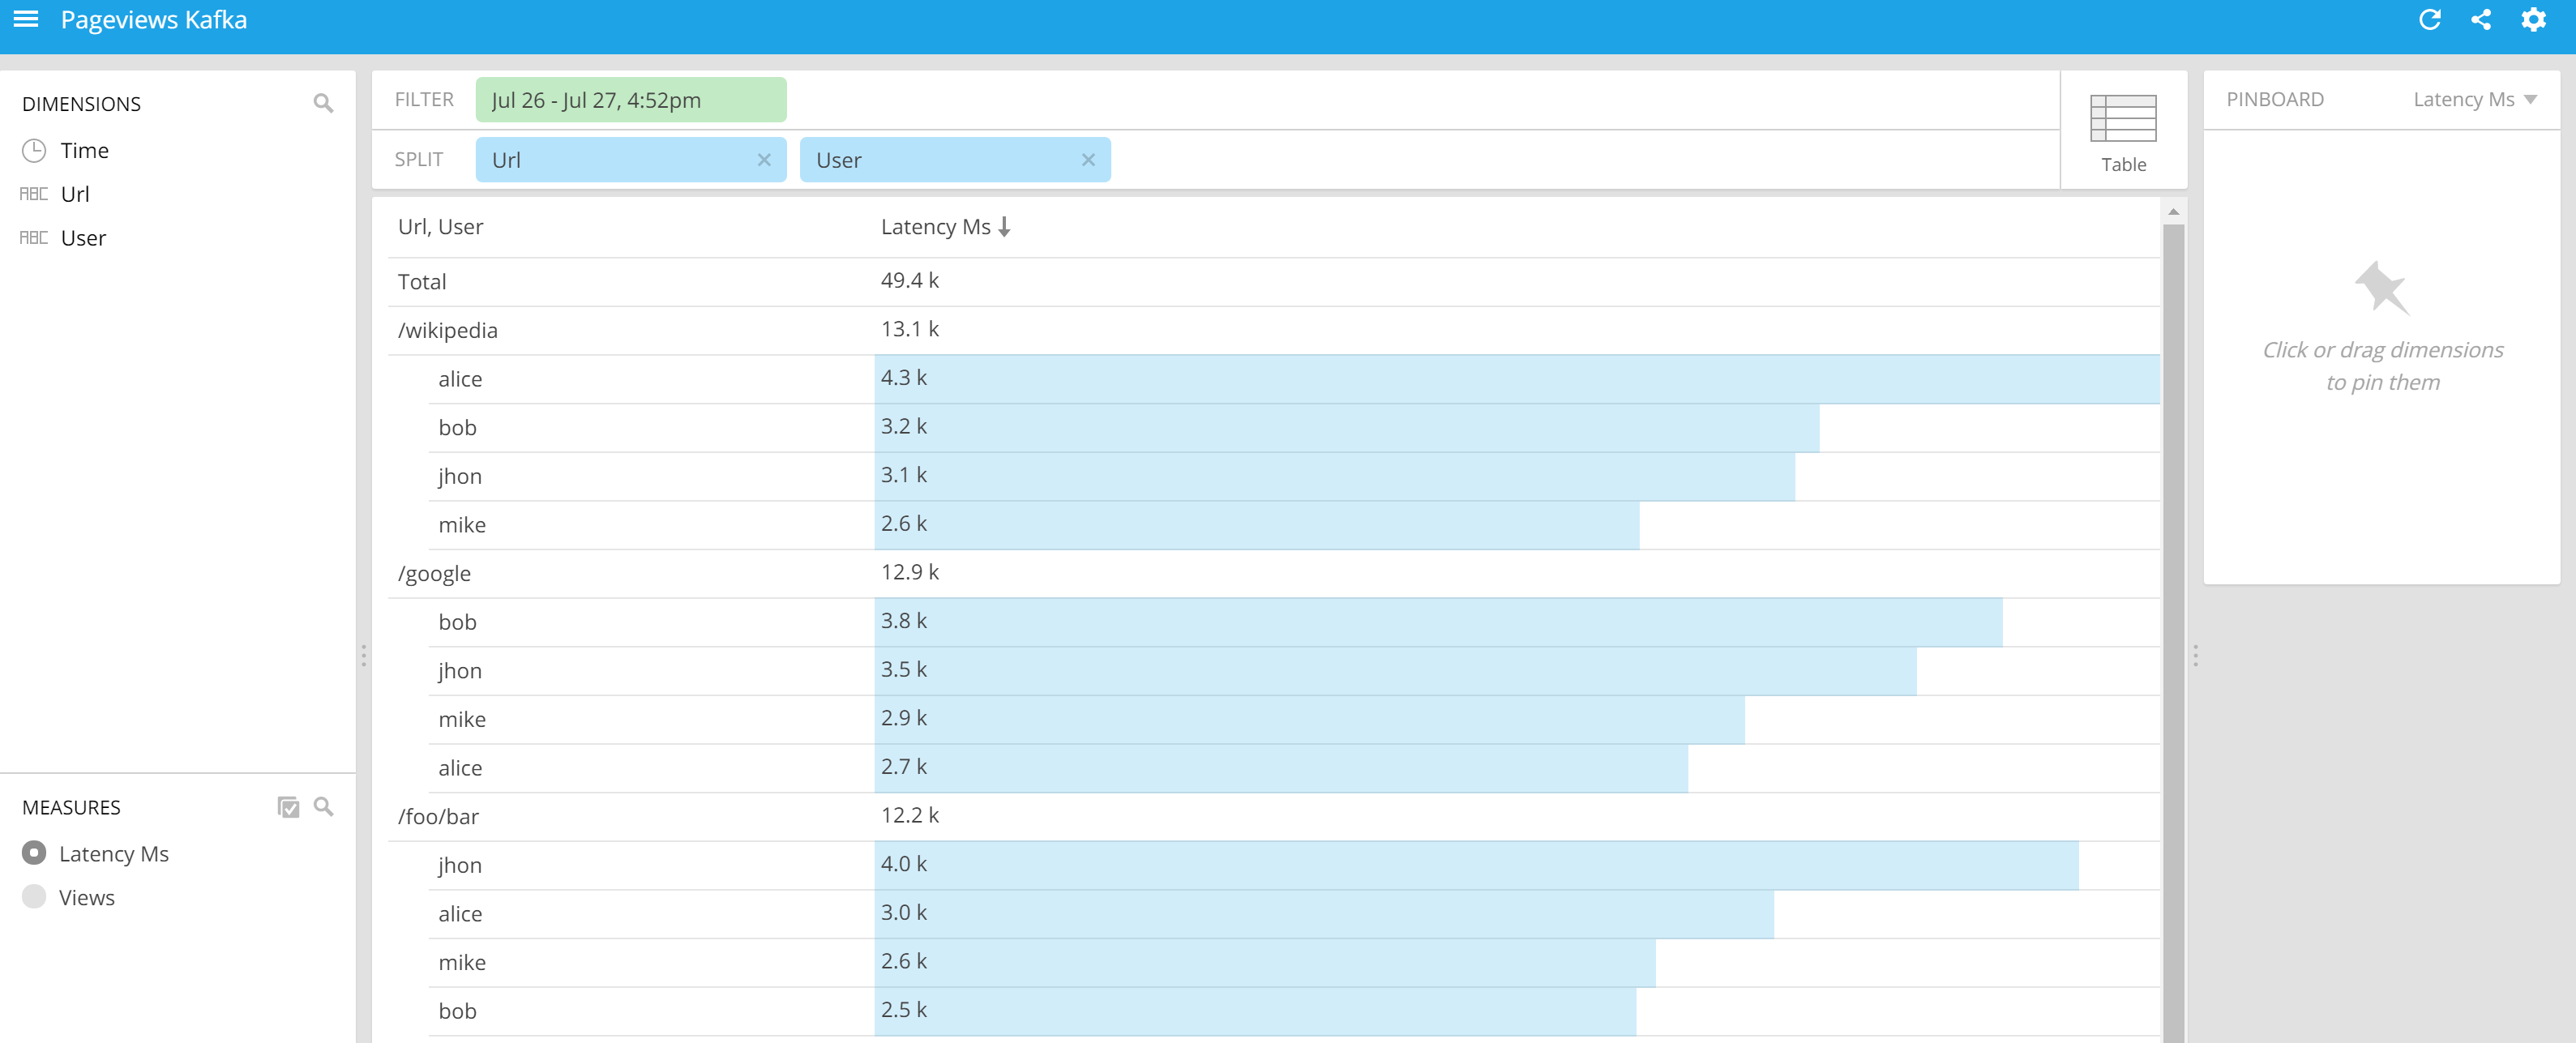 Pageviews Kafka
DIMENSIONS
Time
ABC Url
ABC User
MEASURES
Latency Ms
Views
FILTER Jul 26 - Jul 27, 4:52pm
SPLIT Url × User ×
Table
Url, User Latency Ms
Total 49.4 k
/wikipedia 13.1 k
alice 4.3 k
bob 3.2 k
jhon 3.1 k
mike 2.6 k
/google 12.9 k
bob 3.8 k
jhon 3.5 k
mike 2.9 k
alice 2.7 k
/foo/bar 12.2 k
jhon 4.0 k
alice 3.0 k
mike 2.6 k
bob 2.5 k
PINBOARD Latency Ms
Click or drag dimensions
to pin them